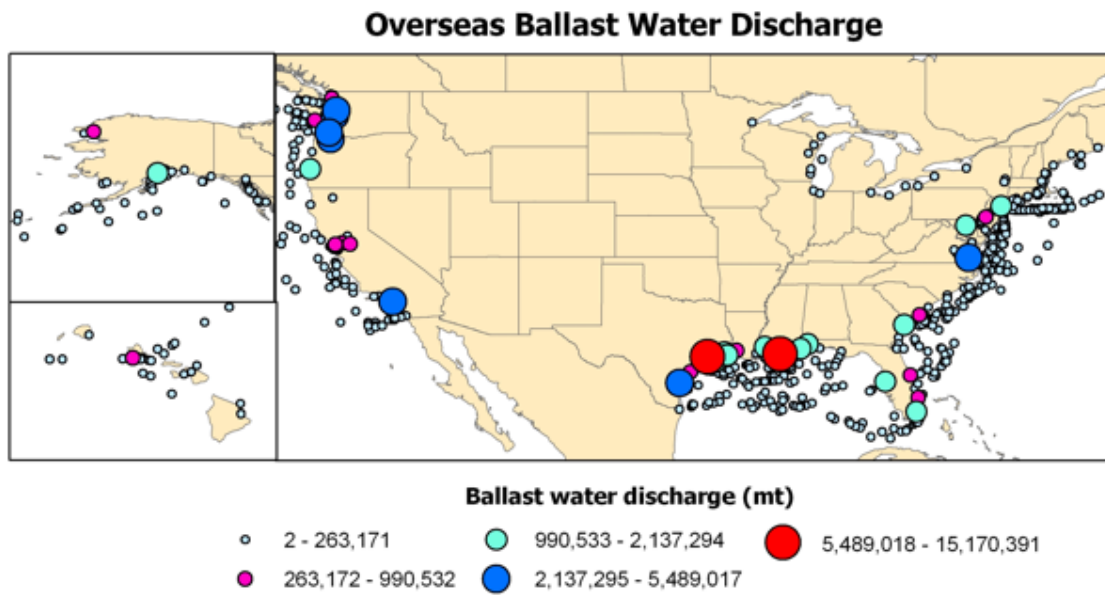 Overseas Ballast Water Discharge
Ballast water discharge (mt)
2 - 263,171
990,533 - 2,137,294
5,489,018 - 15,170,391
263,172 - 990,532
2,137,295 - 5,489,017